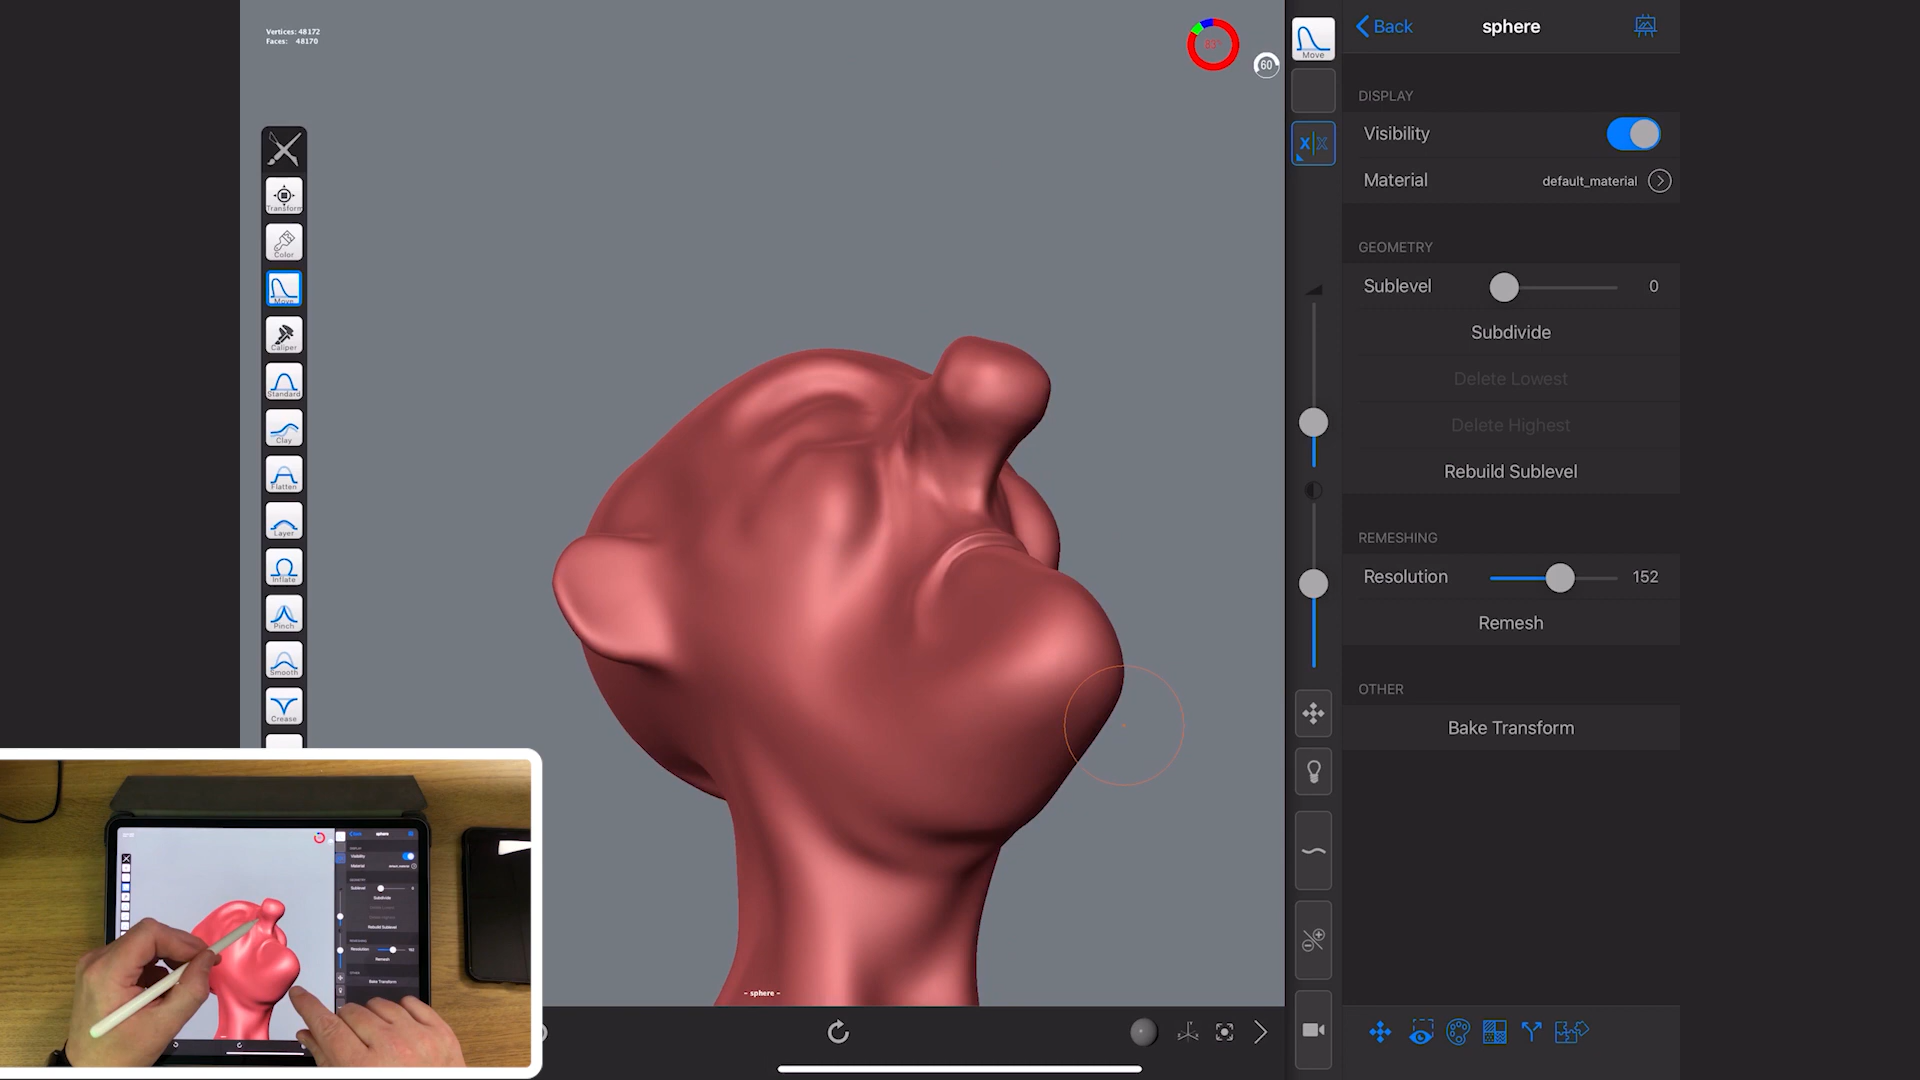 Vertices: 48172
Faces: 48170
83°
60
Transform
Color
Move
Caliper
Standard
Clay
Flatten
Layer
Inflate
Pinch
Smooth
Crease
- sphere -
Move
X|X
Back
sphere
DISPLAY
Visibility
Material default_material
GEOMETRY
Sublevel 0
Subdivide
Delete Lowest
Delete Highest
Rebuild Sublevel
REMESHING
Resolution 152
Remesh
OTHER
Bake Transform